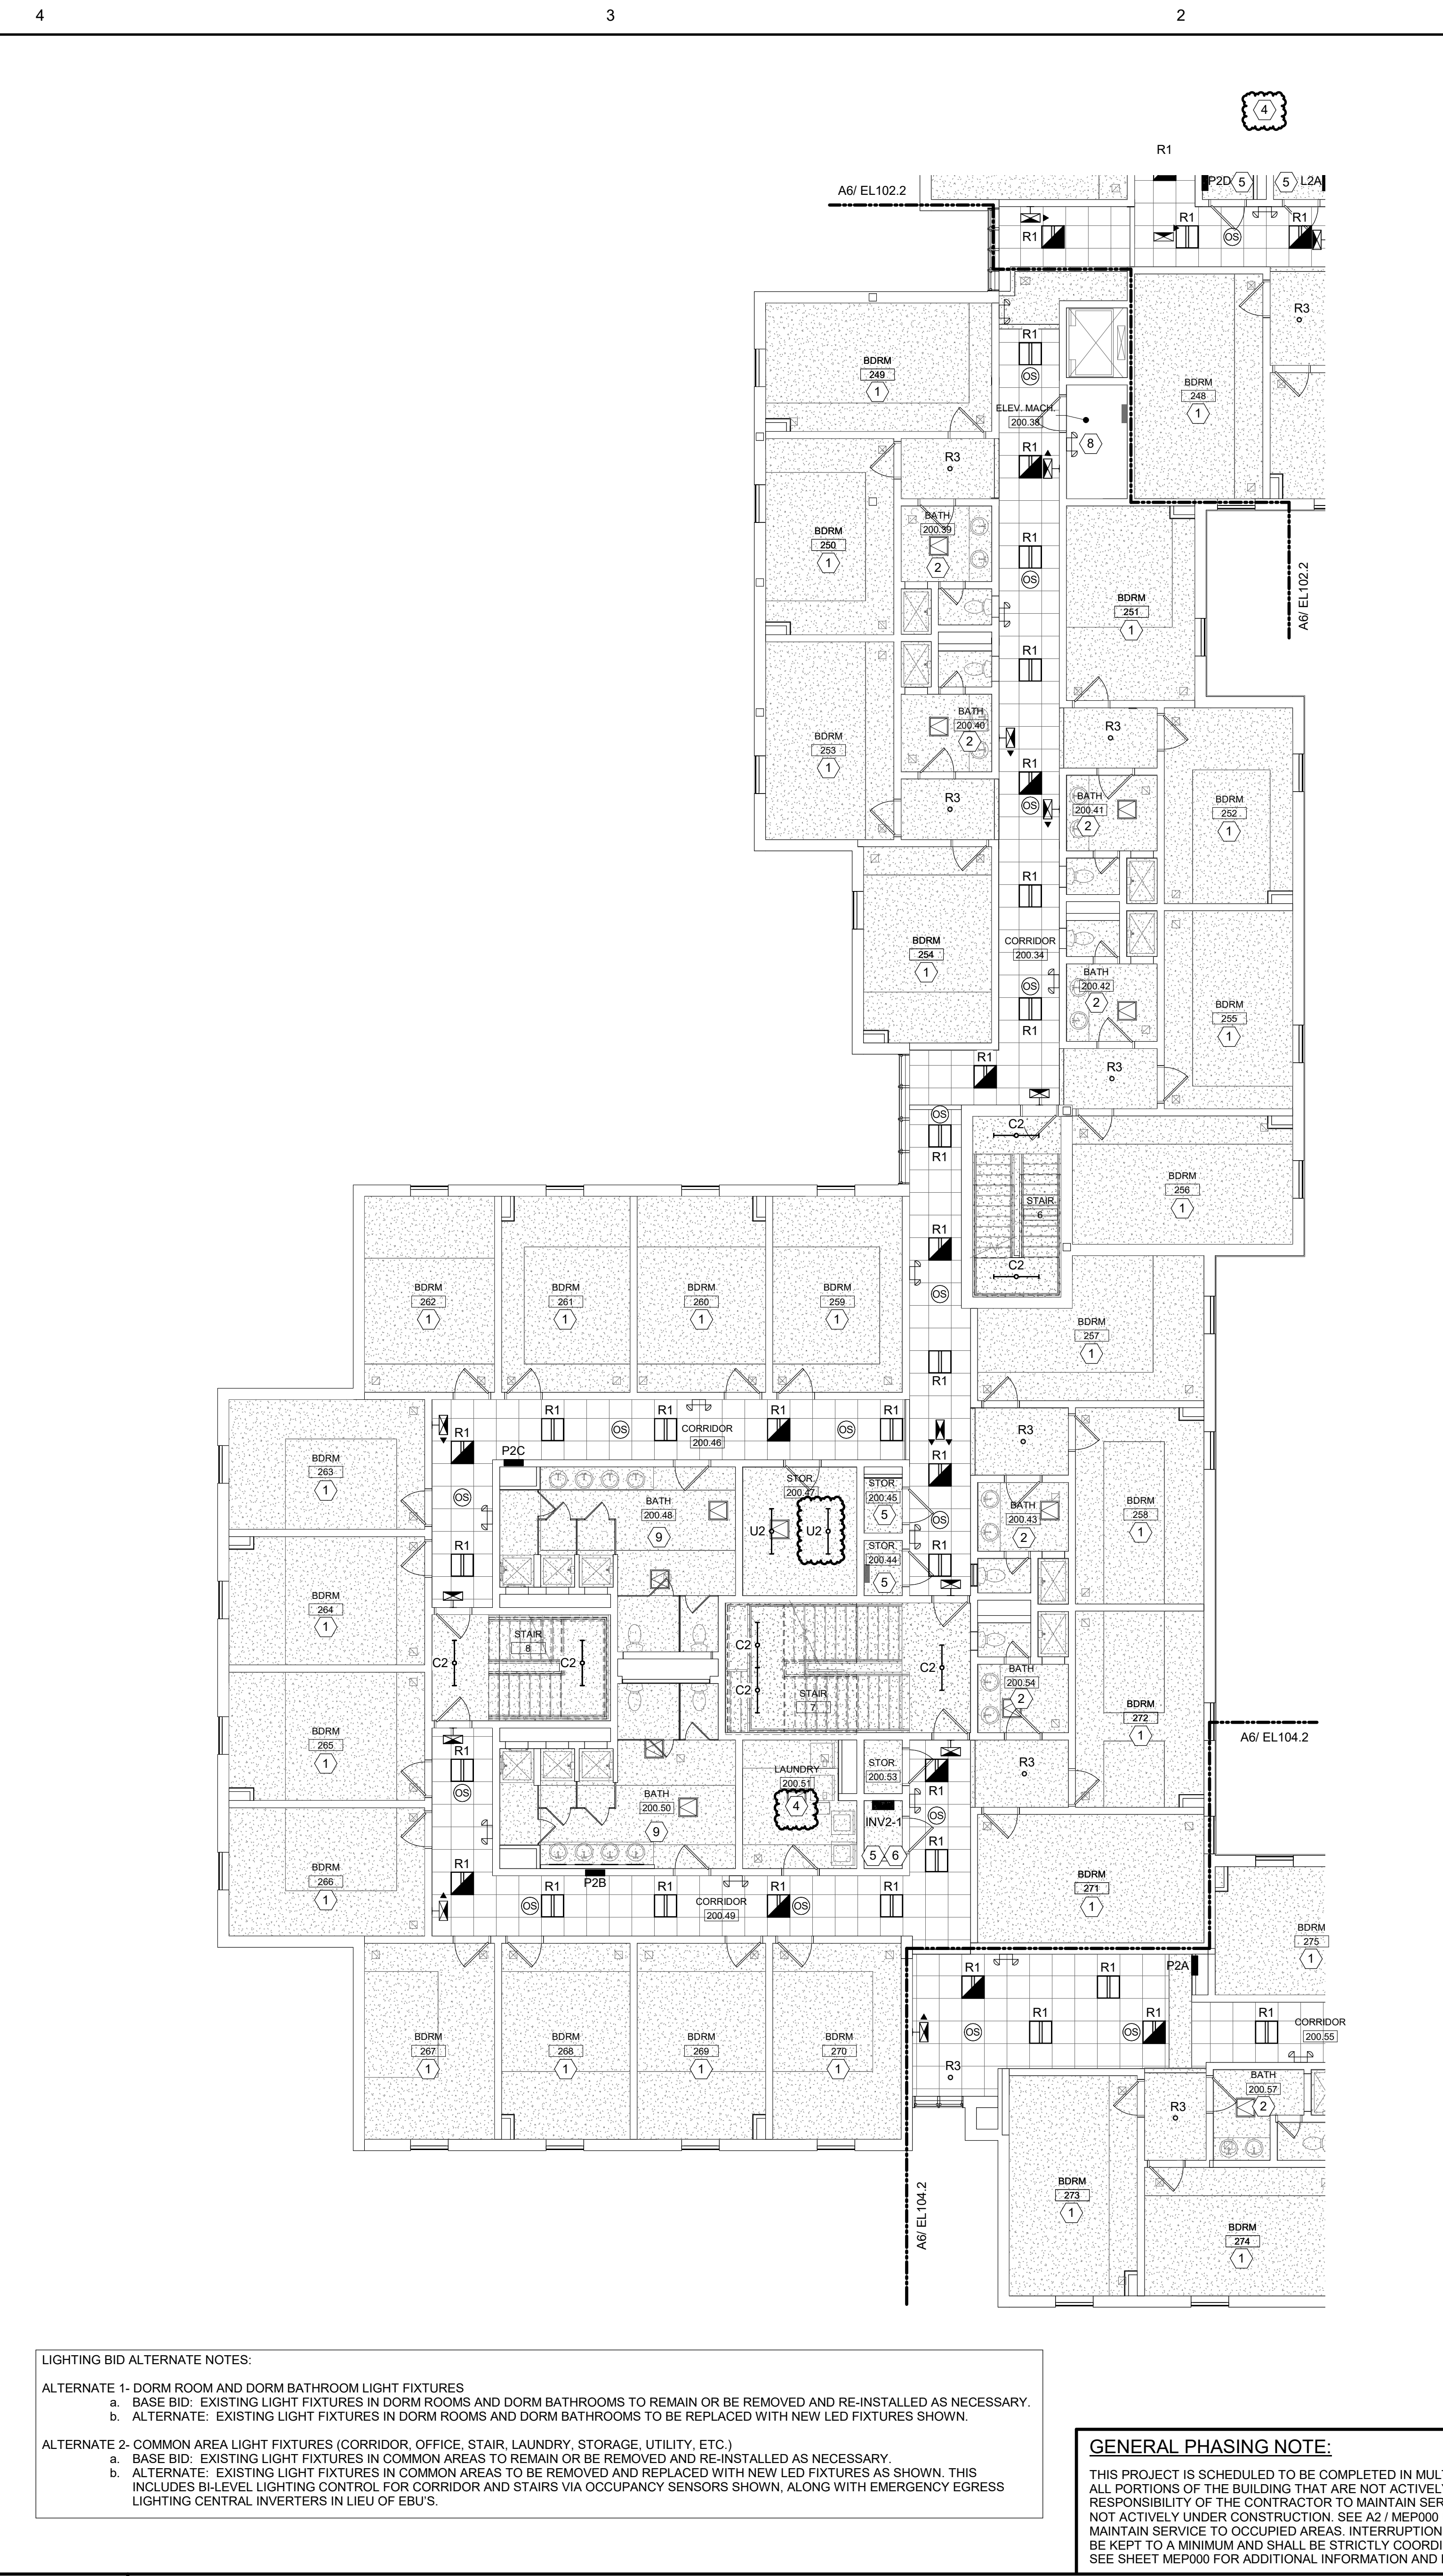 4
3
2
4
R1
A6/ EL102.2
P2D
5
5
L2A
R1
R1
OS
R1
R1
R3
BDRM
249
1
OS
BDRM
248
1
ELEV. MACH.
200.38
8
R1
R3
BATH
200.39
2
R1
OS
BDRM
250
1
A6/ EL102.2
BDRM
251
1
R1
BATH
200.40
2
R3
BDRM
253
1
R1
OS
R3
BATH
200.41
2
BDRM
252
1
R1
BDRM
254
1
CORRIDOR
200.34
OS
R1
BATH
200.42
2
BDRM
255
1
R1
R3
OS
R1
C2
BDRM
256
1
STAIR
6
R1
C2
OS
BDRM
262
1
BDRM
261
1
BDRM
260
1
BDRM
259
1
BDRM
257
1
R1
R1
R1
OS
R1
CORRIDOR
200.46
R1
OS
R1
R1
R3
P2C
BDRM
263
1
OS
BATH
200.48
9
STOR.
200.47
U2
U2
STOR.
200.45
5
OS
BATH
200.43
2
BDRM
258
1
STOR.
200.44
5
R1
R1
BDRM
264
1
STAIR
8
C2
C2
C2
C2
STAIR
7
C2
BATH
200.54
2
BDRM
272
1
BDRM
265
1
R1
OS
LAUNDRY
200.51
4
STOR.
200.53
R1
R3
A6/ EL104.2
BATH
200.50
9
INV2-1
5
6
OS
R1
BDRM
266
1
R1
P2B
R1
OS
R1
CORRIDOR
200.49
R1
OS
R1
BDRM
271
1
BDRM
275
1
R1
R1
P2A
R1
R1
OS
OS
R1
CORRIDOR
200.55
R3
BDRM
267
1
BDRM
268
1
BDRM
269
1
BDRM
270
1
BATH
200.57
2
R3
BDRM
273
1
A6/ EL104.2
BDRM
274
1
LIGHTING BID ALTERNATE NOTES:
ALTERNATE 1- DORM ROOM AND DORM BATHROOM LIGHT FIXTURES
a. BASE BID: EXISTING LIGHT FIXTURES IN DORM ROOMS AND DORM BATHROOMS TO REMAIN OR BE REMOVED AND RE-INSTALLED AS NECESSARY.
b. ALTERNATE: EXISTING LIGHT FIXTURES IN DORM ROOMS AND DORM BATHROOMS TO BE REPLACED WITH NEW LED FIXTURES SHOWN.
ALTERNATE 2- COMMON AREA LIGHT FIXTURES (CORRIDOR, OFFICE, STAIR, LAUNDRY, STORAGE, UTILITY, ETC.)
a. BASE BID: EXISTING LIGHT FIXTURES IN COMMON AREAS TO REMAIN OR BE REMOVED AND RE-INSTALLED AS NECESSARY.
b. ALTERNATE: EXISTING LIGHT FIXTURES IN COMMON AREAS TO BE REMOVED AND REPLACED WITH NEW LED FIXTURES AS SHOWN. THIS
INCLUDES BI-LEVEL LIGHTING CONTROL FOR CORRIDOR AND STAIRS VIA OCCUPANCY SENSORS SHOWN, ALONG WITH EMERGENCY EGRESS
LIGHTING CENTRAL INVERTERS IN LIEU OF EBU'S.
GENERAL PHASING NOTE:
THIS PROJECT IS SCHEDULED TO BE COMPLETED IN
ALL PORTIONS OF THE BUILDING THAT ARE NOT
RESPONSIBILITY OF THE CONTRACTOR TO MAINTAIN
NOT ACTIVELY UNDER CONSTRUCTION. SEE A2 / MEP000
MAINTAIN SERVICE TO OCCUPIED AREAS.
BE KEPT TO A MINIMUM AND SHALL BE STRICTLY
SEE SHEET MEP000 FOR ADDITIONAL INFORMATION AND